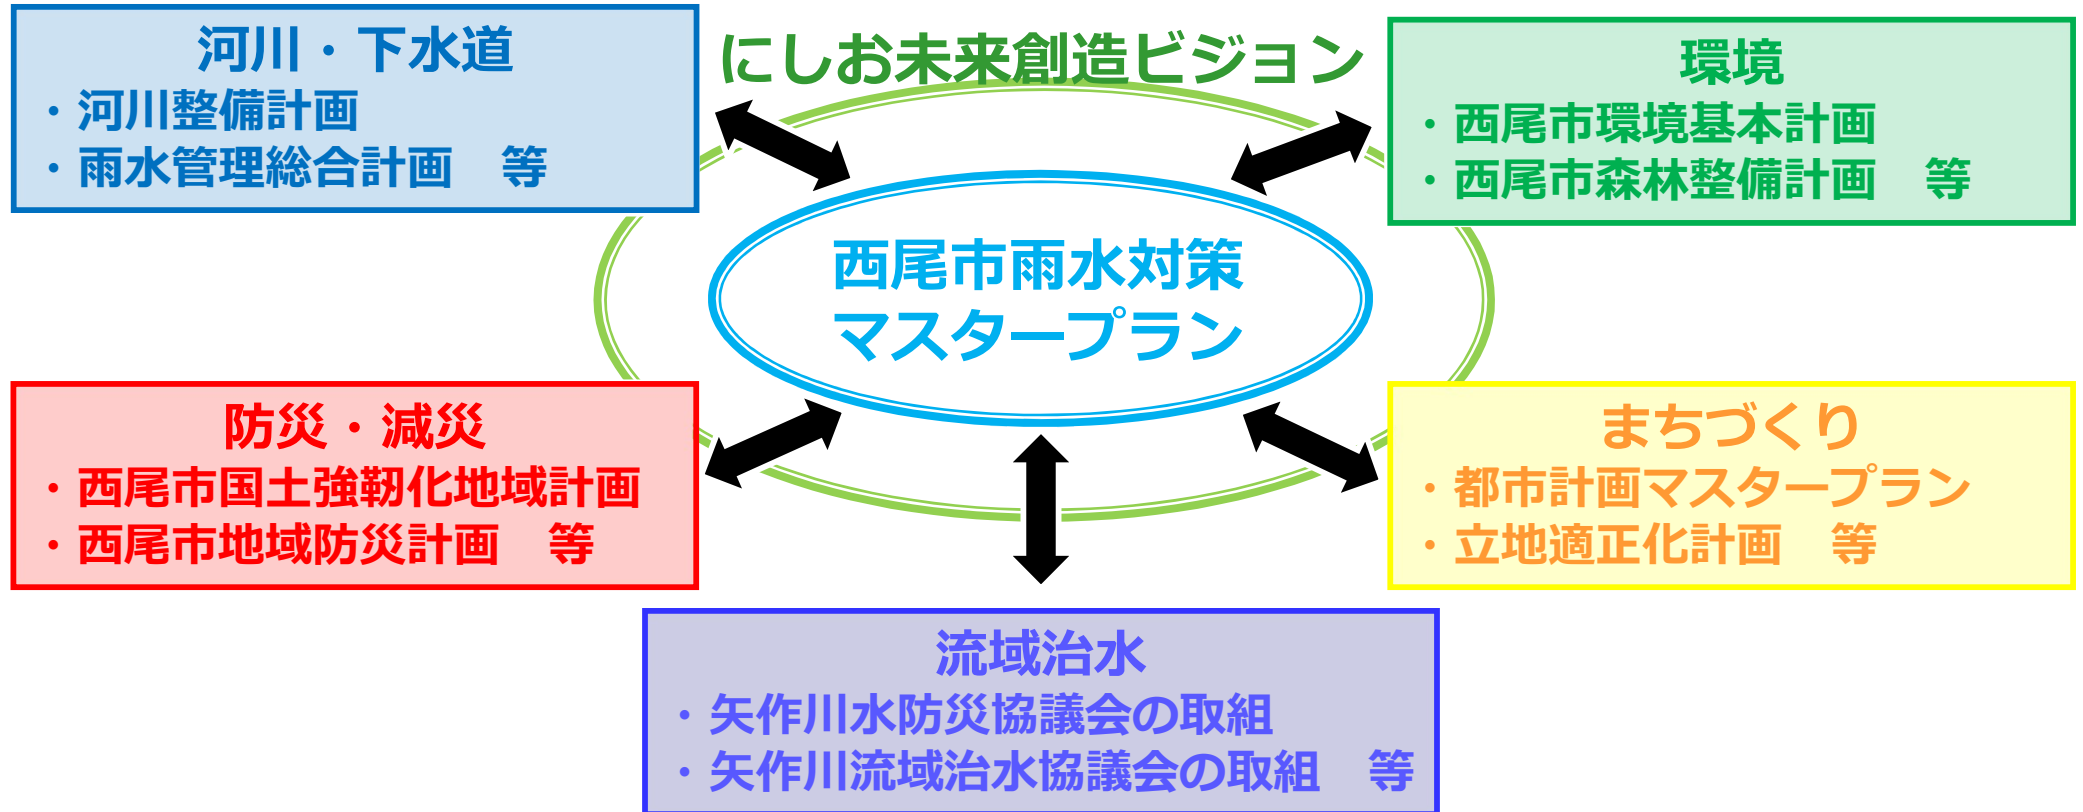 にしお未来創造ビジョン
河川・下水道
・河川整備計画
・雨水管理総合計画　等
環境
・西尾市環境基本計画
・西尾市森林整備計画　等
西尾市雨水対策
マスタープラン
防災・減災
・西尾市国土強靭化地域計画
・西尾市地域防災計画　等
まちづくり
・都市計画マスタープラン
・立地適正化計画　等
流域治水
・矢作川水防災協議会の取組
・矢作川流域治水協議会の取組　等